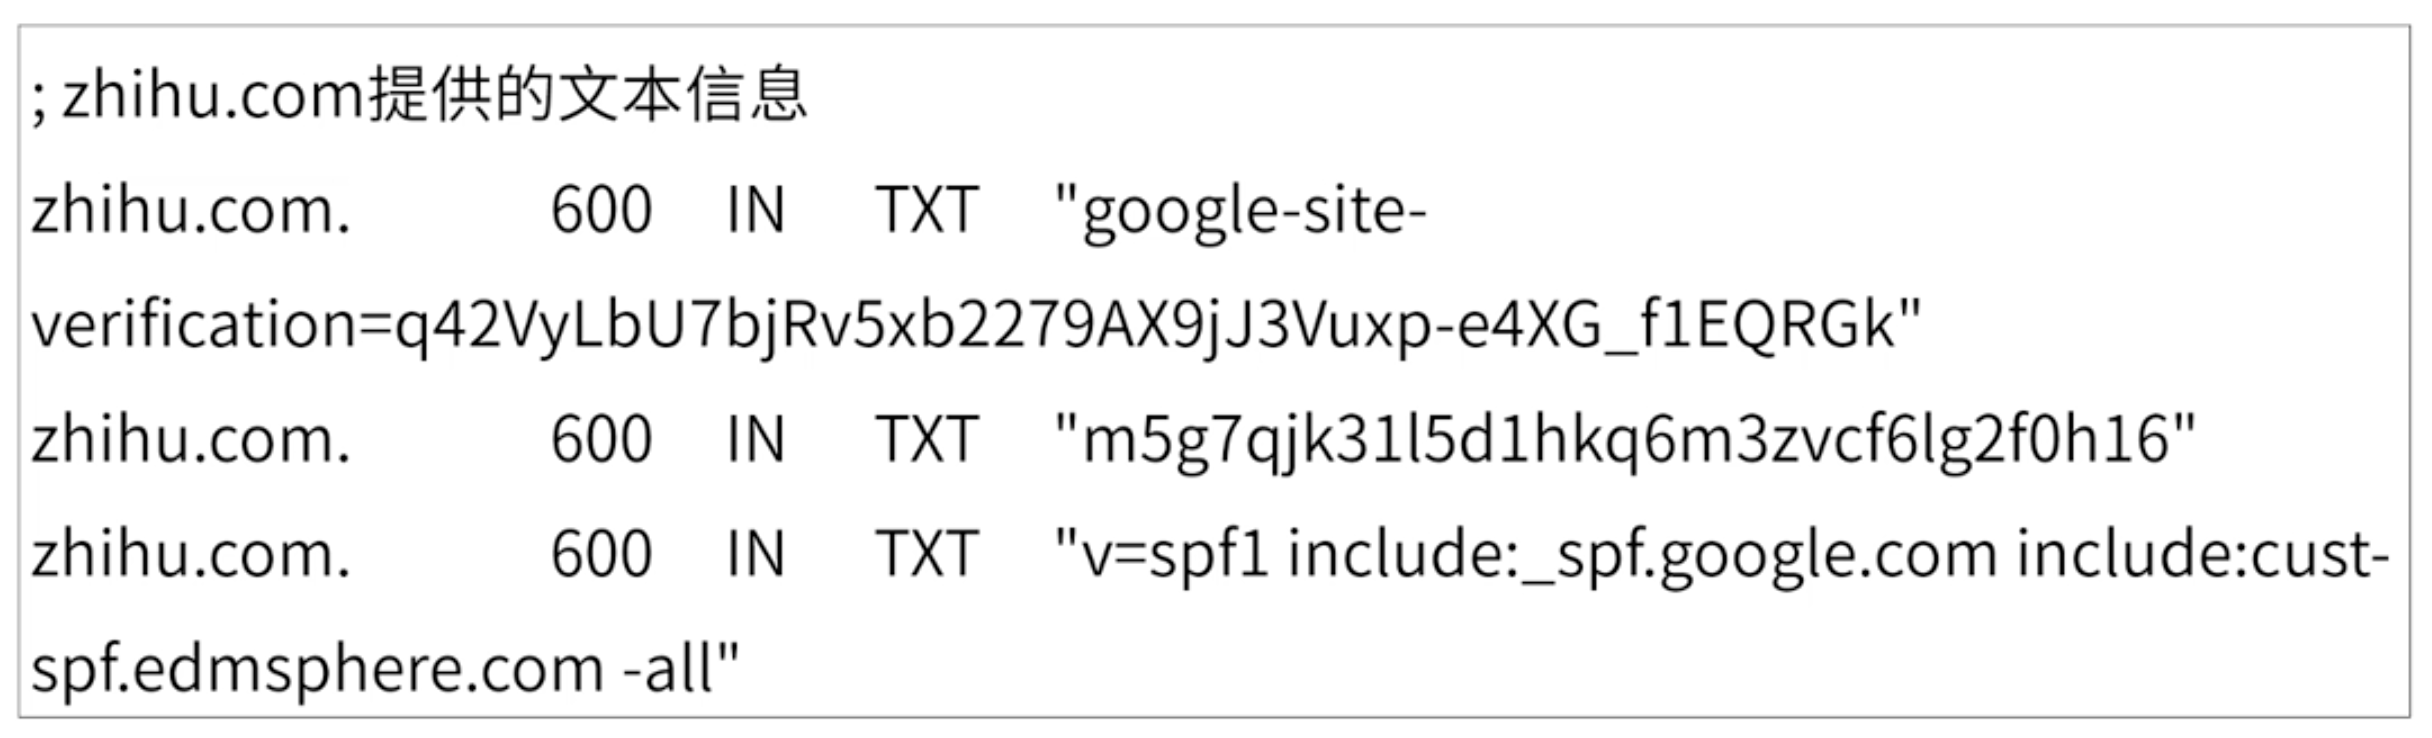 ; zhihu.com提供的文本信息
zhihu.com. 600 IN TXT "google-site-
verification=q42VyLbU7bjRv5xb2279AX9jJ3Vuxp-e4XG_f1EQRGk"
zhihu.com. 600 IN TXT "m5g7qjk31l5d1hkq6m3zvcf6lg2f0h16"
zhihu.com. 600 IN TXT "v=spf1 include:_spf.google.com include:cust-
spf.edmsphere.com -all"